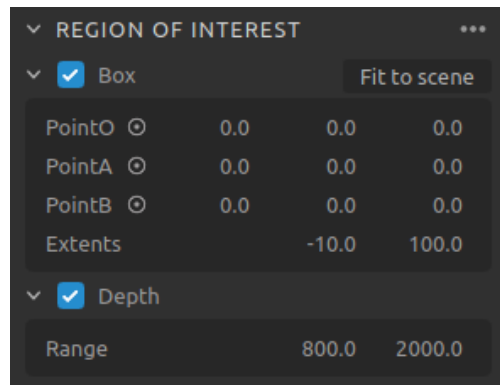 REGION OF INTEREST
Box Fit to scene
PointO 0.0 0.0 0.0
PointA 0.0 0.0 0.0
PointB 0.0 0.0 0.0
Extents -10.0 100.0
Depth
Range 800.0 2000.0